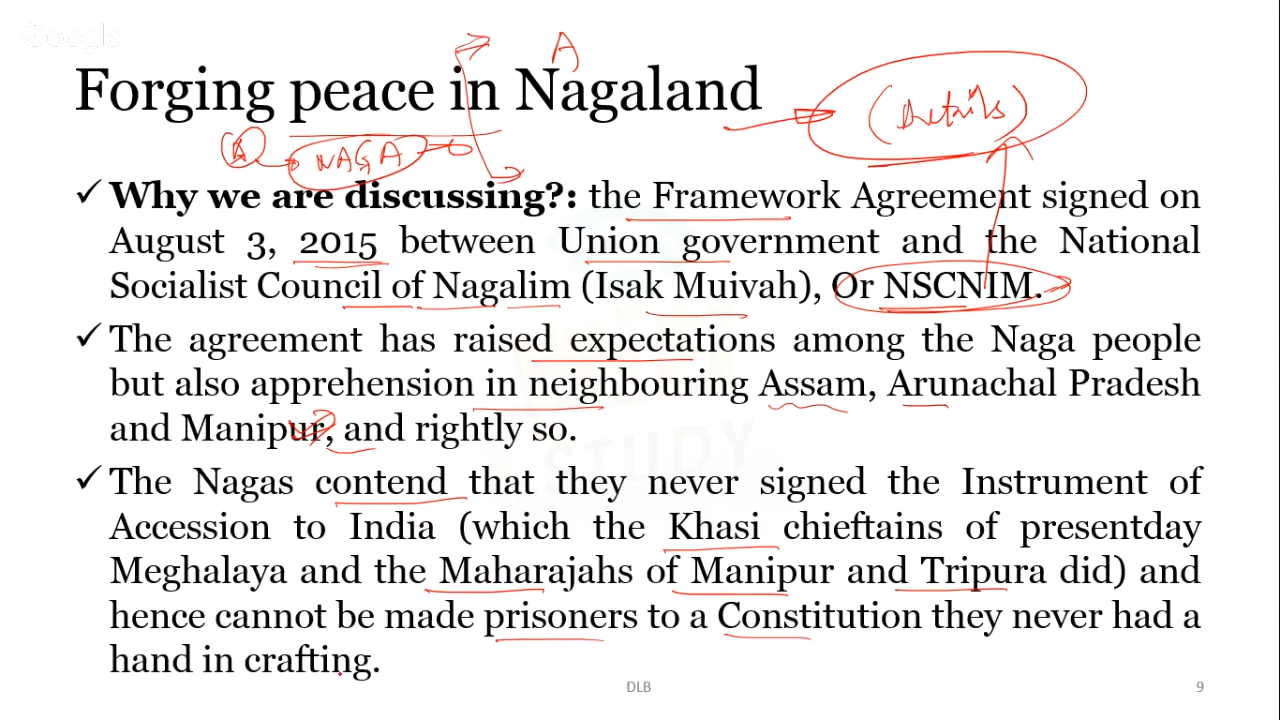 Google
A
Forging peace in Nagaland
(Details)
NAGA
✓ Why we are discussing?: the Framework Agreement signed on
August 3, 2015 between Union government and the National
Socialist Council of Nagalim (Isak Muivah), Or NSCNIM.
✓ The agreement has raised expectations among the Naga people
but also apprehension in neighbouring Assam, Arunachal Pradesh
and Manipur, and rightly so.
STUDY
✓ The Nagas contend that they never signed the Instrument of
Accession to India (which the Khasi chieftains of presentday
Meghalaya and the Maharajahs of Manipur and Tripura did) and
hence cannot be made prisoners to a Constitution they never had a
hand in crafting.
DLB
9